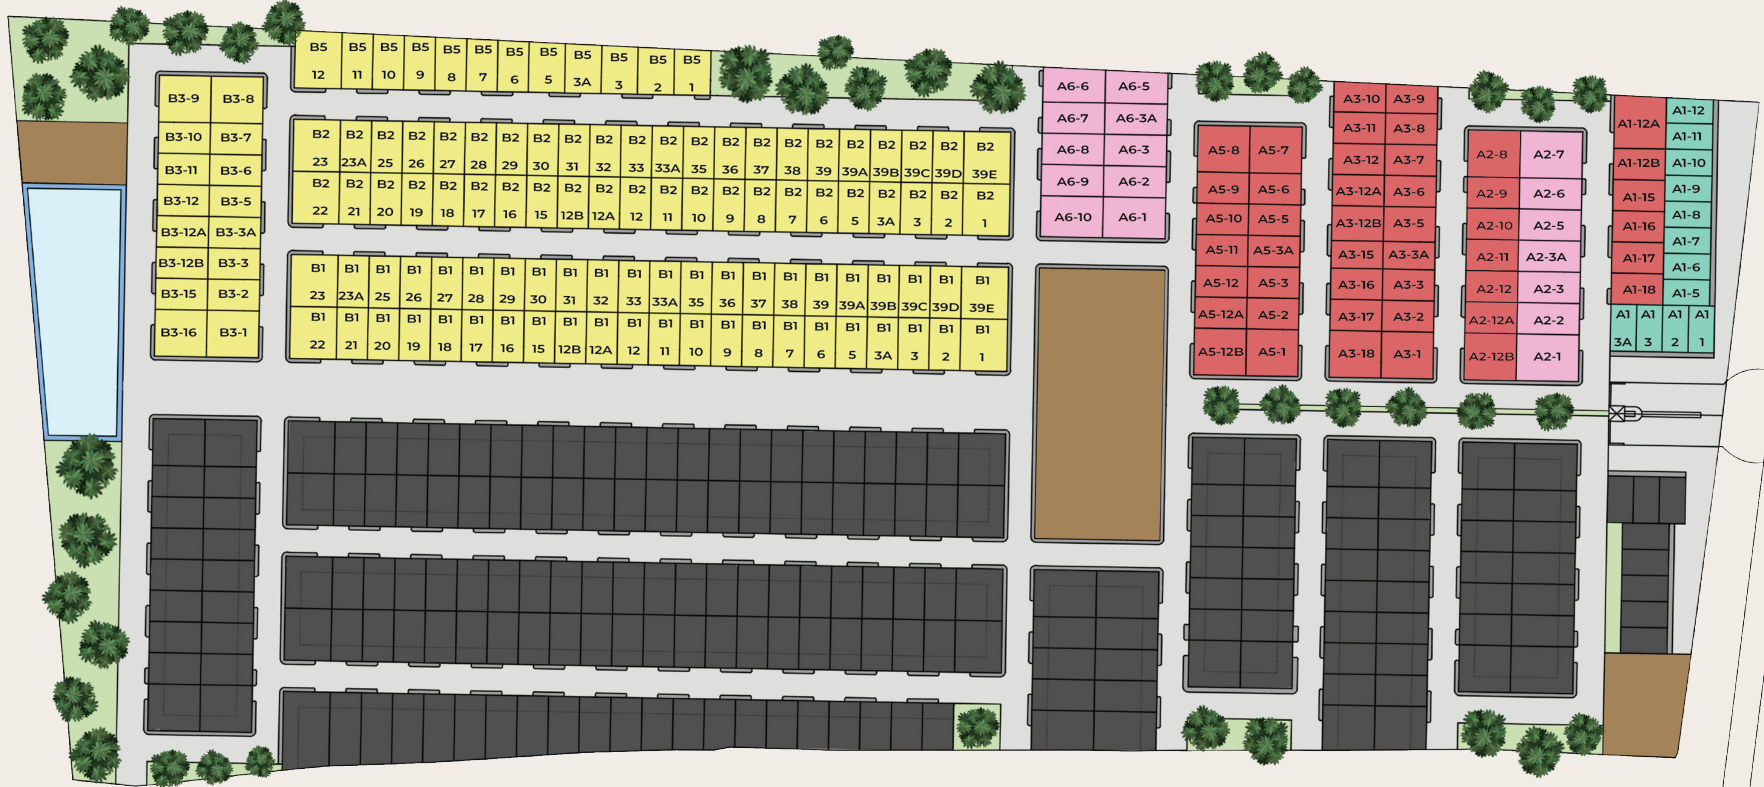 B5 B5 B5 B5 B5 B5 B5 B5 B5 B5 B5 B5
12 11 10 9 8 7 6 5 3A 3 2 1
B3-9 B3-8
B3-10 B3-7
B3-11 B3-6
B3-12 B3-5
B3-12A B3-3A
B3-12B B3-3
B3-15 B3-2
B3-16 B3-1
B2 B2 B2 B2 B2 B2 B2 B2 B2 B2 B2 B2 B2 B2 B2 B2 B2 B2 B2 B2 B2 B2
23 23A 25 26 27 28 29 30 31 32 33 33A 35 36 37 38 39 39A 39B 39C 39D 39E
B2 B2 B2 B2 B2 B2 B2 B2 B2 B2 B2 B2 B2 B2 B2 B2 B2 B2 B2 B2 B2 B2
22 21 20 19 18 17 16 15 12B 12A 12 11 10 9 8 7 6 5 3A 3 2 1
B1 B1 B1 B1 B1 B1 B1 B1 B1 B1 B1 B1 B1 B1 B1 B1 B1 B1 B1 B1 B1 B1
23 23A 25 26 27 28 29 30 31 32 33 33A 35 36 37 38 39 39A 39B 39C 39D 39E
B1 B1 B1 B1 B1 B1 B1 B1 B1 B1 B1 B1 B1 B1 B1 B1 B1 B1 B1 B1 B1 B1
22 21 20 19 18 17 16 15 12B 12A 12 11 10 9 8 7 6 5 3A 3 2 1
A6-6 A6-5
A6-7 A6-3A
A6-8 A6-3
A6-9 A6-2
A6-10 A6-1
A5-8 A5-7
A5-9 A5-6
A5-10 A5-5
A5-11 A5-3A
A5-12 A5-3
A5-12A A5-2
A5-12B A5-1
A3-10 A3-9
A3-11 A3-8
A3-12 A3-7
A3-12A A3-6
A3-12B A3-5
A3-15 A3-3A
A3-16 A3-3
A3-17 A3-2
A3-18 A3-1
A2-8 A2-7
A2-9 A2-6
A2-10 A2-5
A2-11 A2-3A
A2-12 A2-3
A2-12A A2-2
A2-12B A2-1
A1-12A
A1-12B
A1-15
A1-16
A1-17
A1-18
A1-12
A1-11
A1-10
A1-9
A1-8
A1-7
A1-6
A1-5
A1 A1 A1 A1
3A 3 2 1